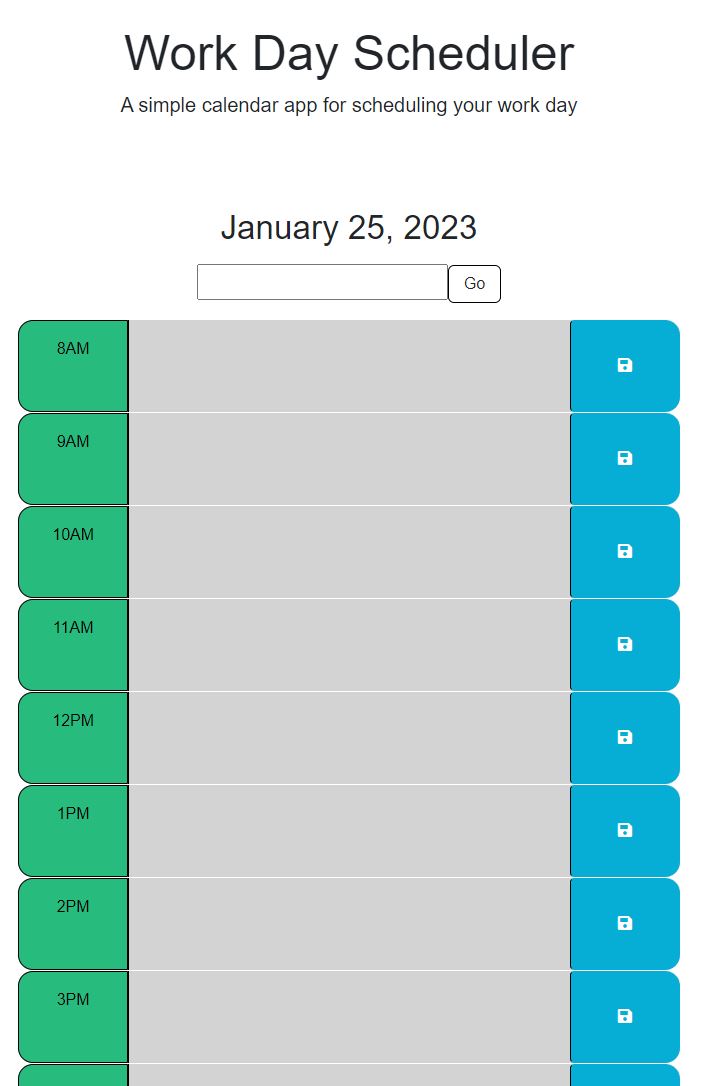 Work Day Scheduler
A simple calendar app for scheduling your work day
January 25, 2023
Go
8AM
9AM
10AM
11AM
12PM
1PM
2PM
3PM